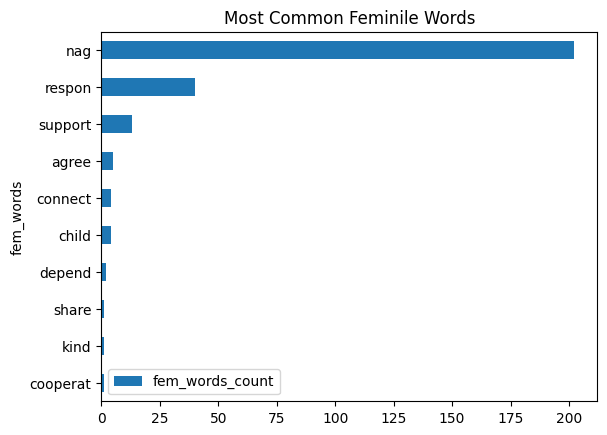 Most Common Feminile Words
fem_words
nag
respon
support
agree
connect
child
depend
share
kind
cooperat
fem_words_count
0 25 50 75 100 125 150 175 200